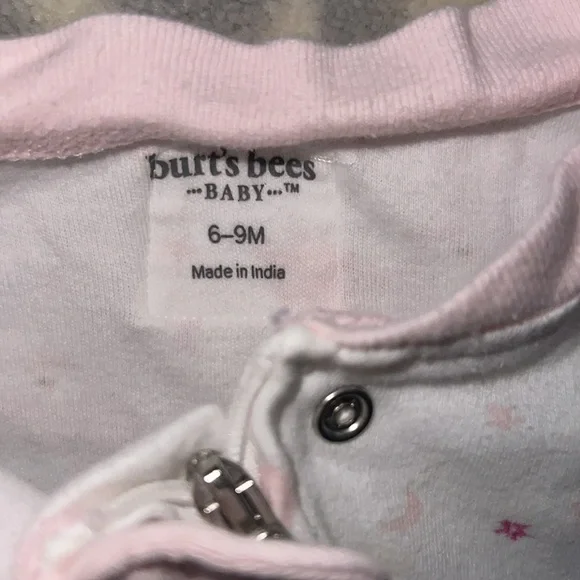 burt's bees
•••BABY•••™
6–9M
Made in India